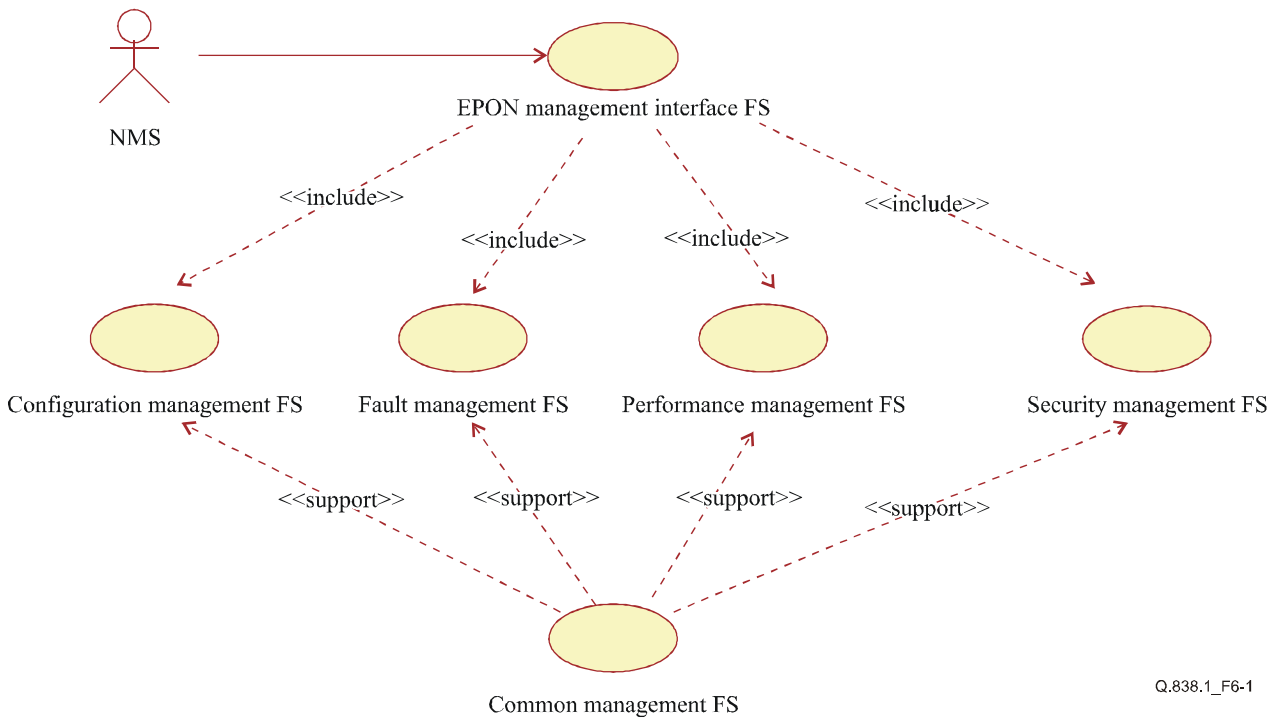 NMS
EPON management interface FS
<<include>>
<<include>>
<<include>>
<<include>>
Configuration management FS
Fault management FS
Performance management FS
Security management FS
<<support>>
<<support>>
<<support>>
<<support>>
Common management FS
Q.838.1_F6-1